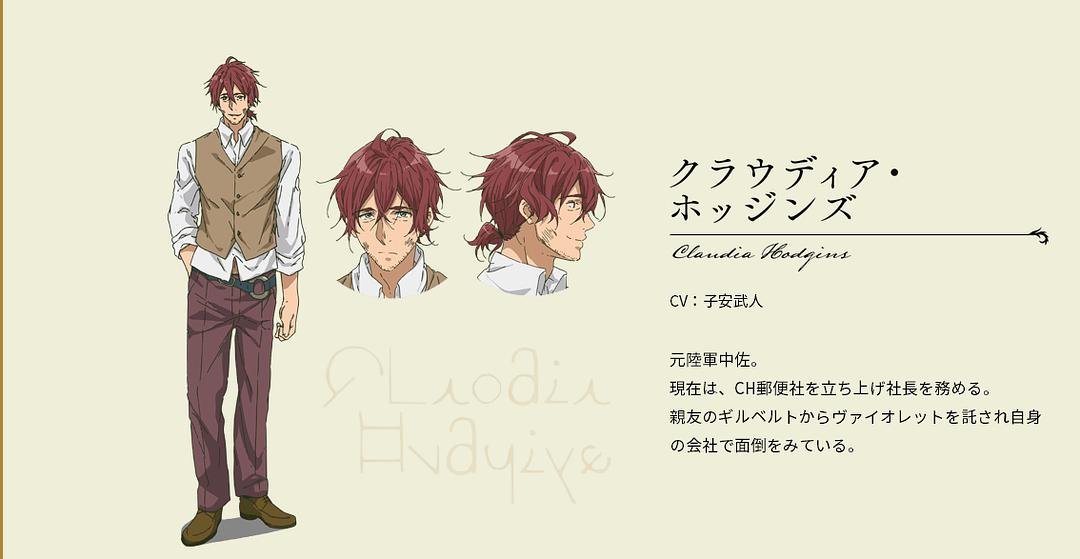 クラウディア・
ホッジンズ
Claudia Hodgins
CV：子安武人
元陸軍中佐。
現在は、CH郵便社を立ち上げ社長を務める。
親友のギルベルトからヴァイオレットを託され自身
の会社で面倒をみている。